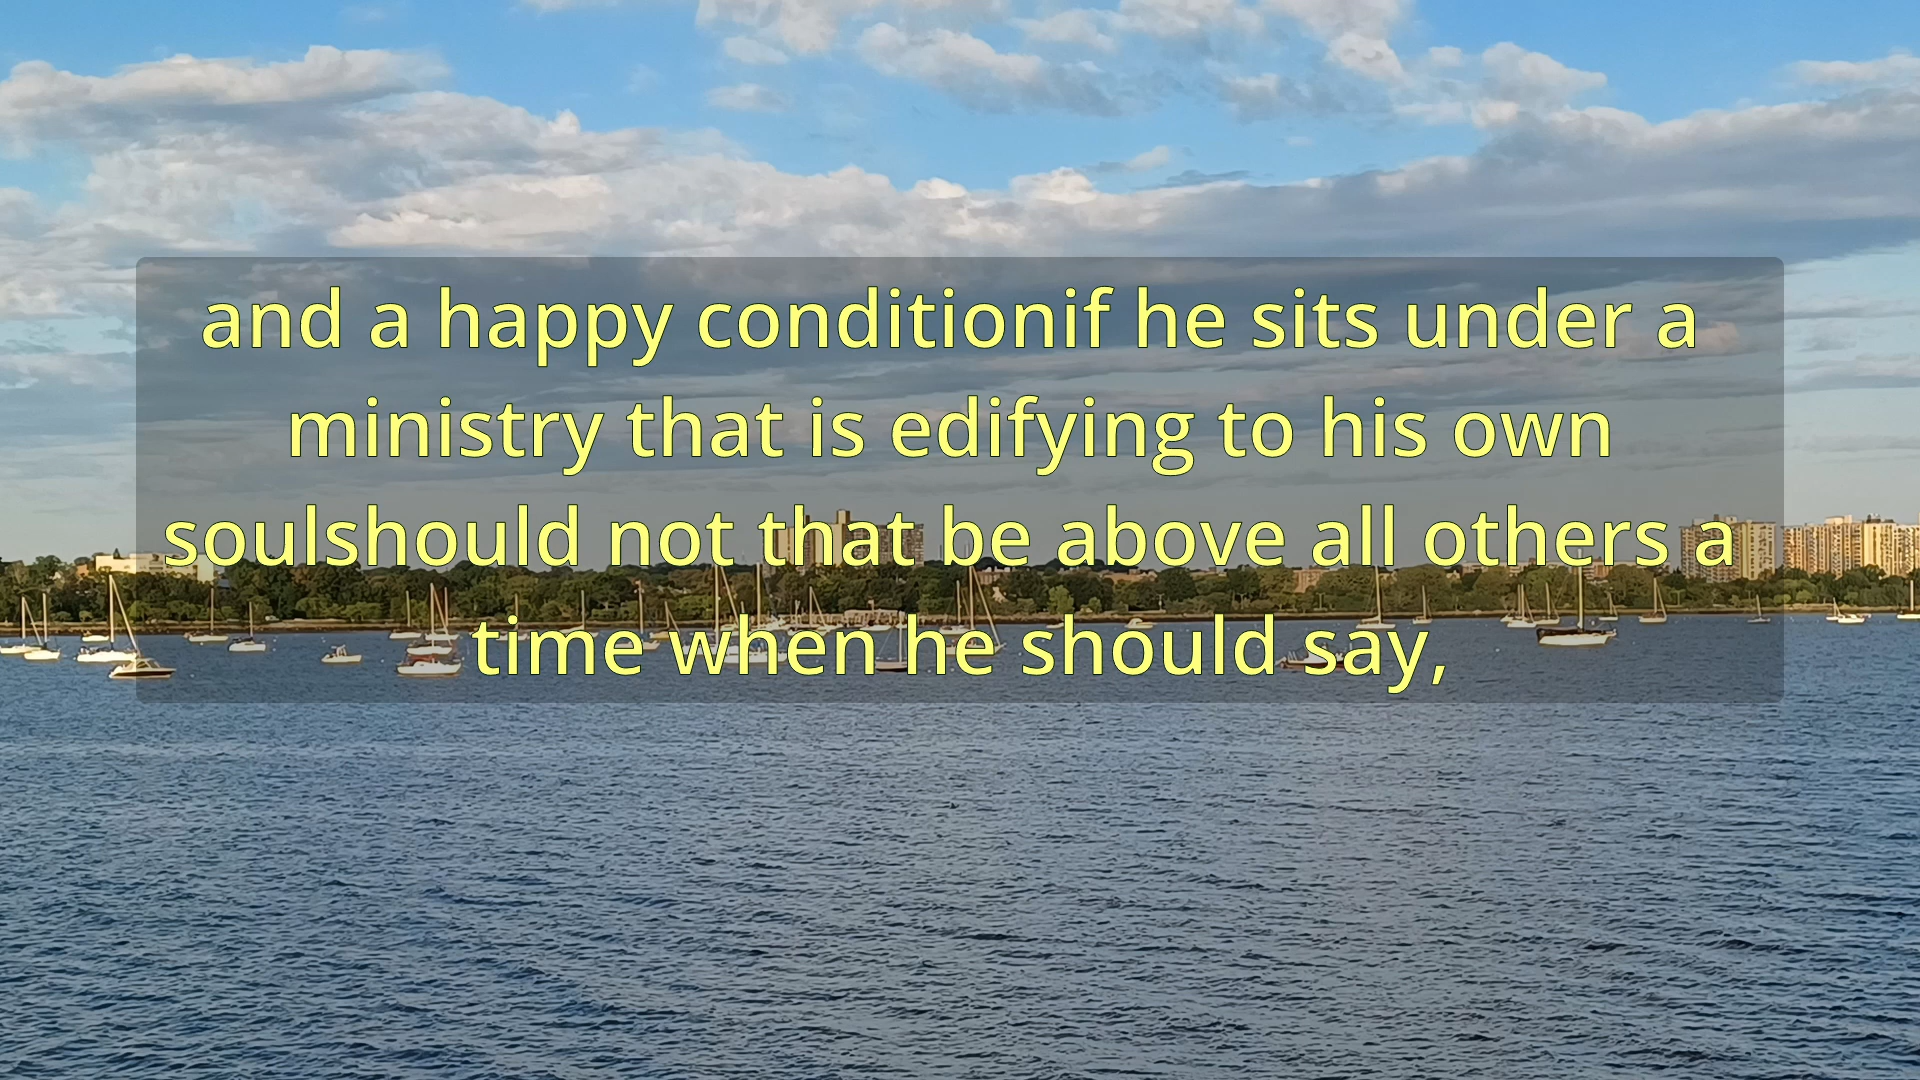 and a happy conditionif he sits under a
ministry that is edifying to his own
soulshould not that be above all others a
time when he should say,